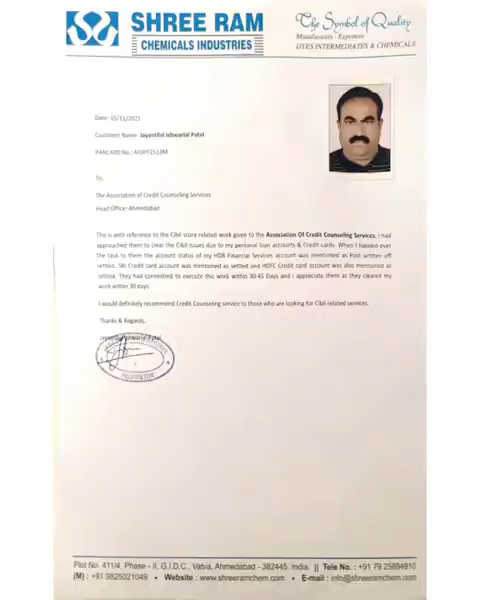 SHREE RAM
CHEMICALS INDUSTRIES
The Symbol of Quality
Manufacturers Exporters
DYES INTERMEDIATES & CHEMICALS
Date: 15/11/2021
Customer Name: Jayantilal Ishwarlal Patel
PANCARD No.: AIUPP2513M
To,
The Association of Credit Counseling Services
Head Office: Ahmedabad
This is with reference to the Cibil score related work given to the Association Of Credit Counseling Services. I had
approached them to clear the Cibil issues due to my personal loan accounts & Credit cards. When I handed over
the task to them the account status of my HDB Financial Services account was mentioned as Post written off
settled. SBI Credit card account was mentioned as settled and HDFC Credit card account was also mentioned as
settled. They had committed to execute this work within 30-45 Days and I appreciate them as they cleared my
work within 30 days.
I would definitely recommend Credit Counseling service to those who are looking for Cibil related services.
Thanks & Regards,
Jayantilal Ishwarlal Patel
PROPRIETOR
Plot No. 411/4, Phase - II, G.I.D.C., Vatva, Ahmedabad - 382445. India. || Tele No. : +91 79 25894910
(M) : +91 9825021049 • Website : www.shreeramchem.com • E-mail : info@shreeramchem.com